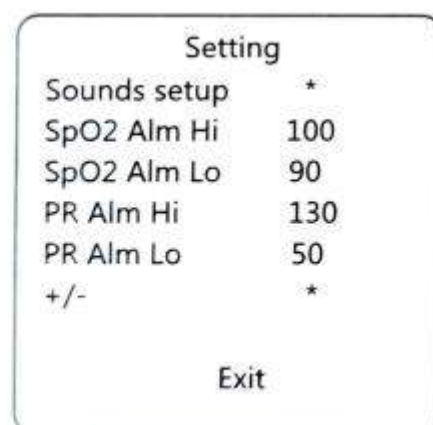 Setting
Sounds setup *
SpO2 Alm Hi 100
SpO2 Alm Lo 90
PR Alm Hi 130
PR Alm Lo 50
+/- *
Exit